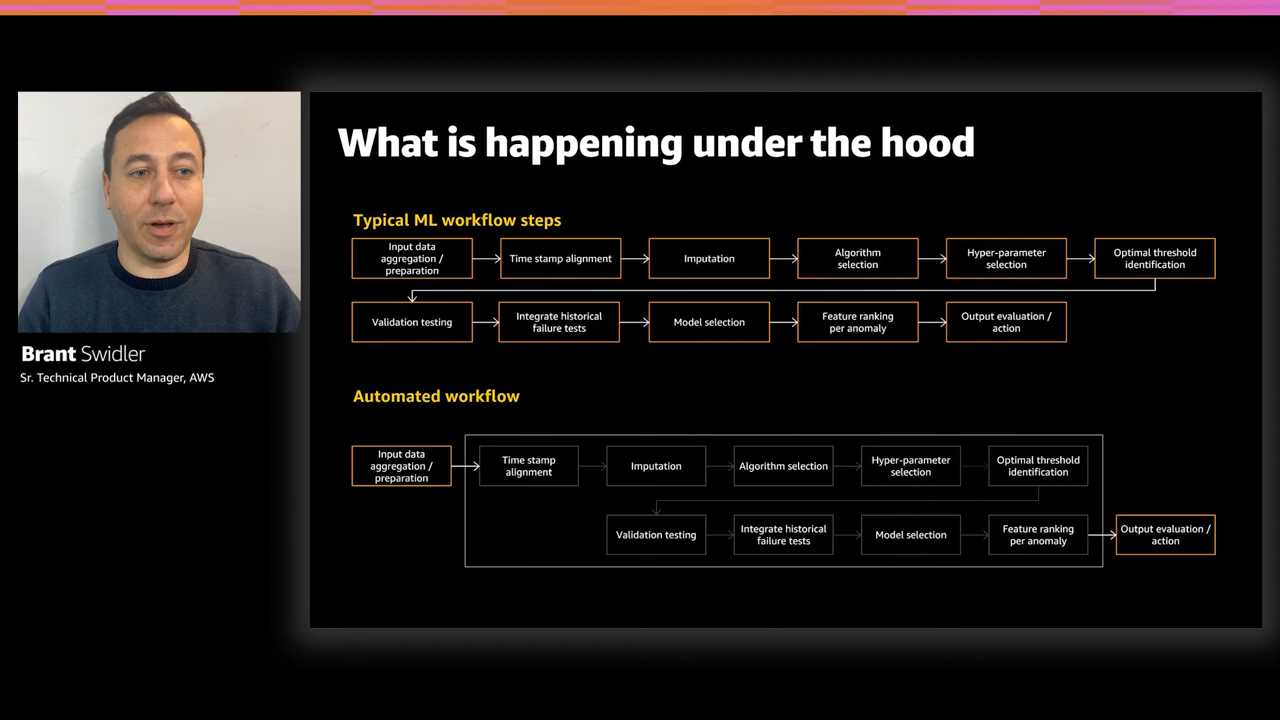 What is happening under the hood
Typical ML workflow steps
Input data
aggregation /
preparation
Time stamp alignment
Imputation
Algorithm
selection
Hyper-parameter
selection
Optimal threshold
identification
Validation testing
Integrate historical
failure tests
Model selection
Feature ranking
per anomaly
Output evaluation /
action
Brant Swidler
Sr. Technical Product Manager, AWS
Automated workflow
Input data
aggregation /
preparation
Time stamp
alignment
Imputation
Algorithm selection
Hyper-parameter
selection
Optimal threshold
identification
Validation testing
Integrate historical
failure tests
Model selection
Feature ranking
per anomaly
Output evaluation /
action